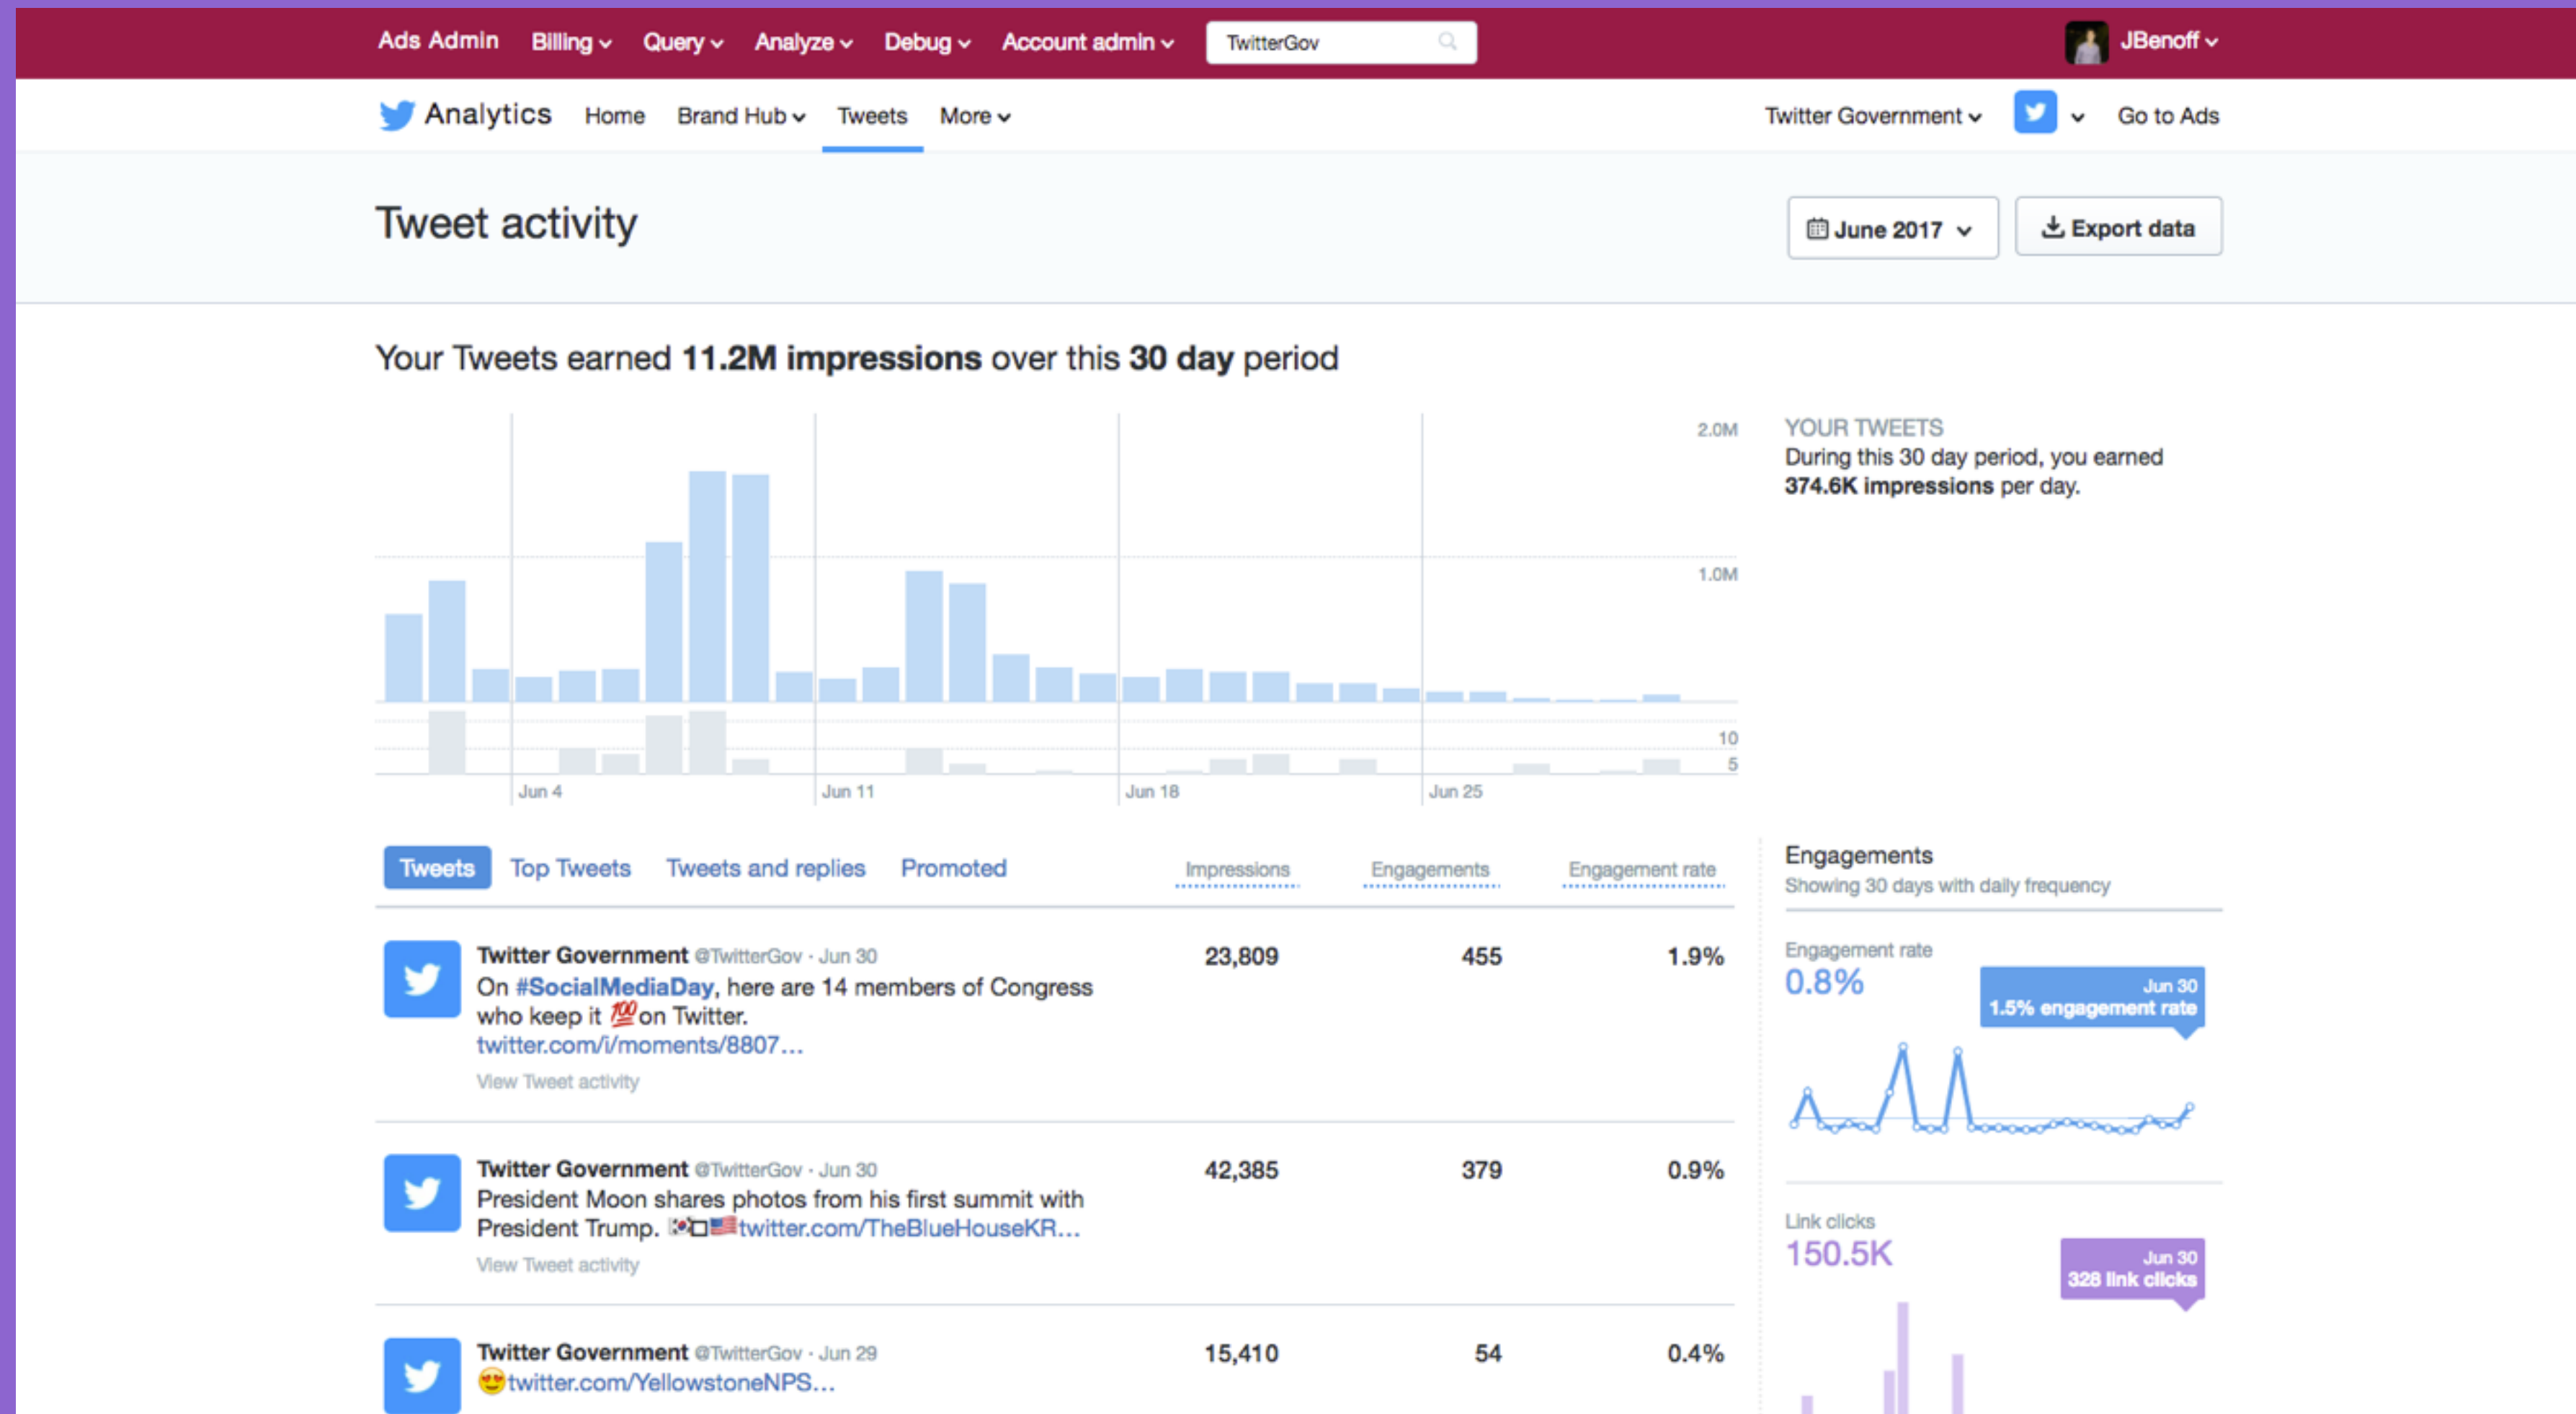 Ads Admin Billing Query Analyze Debug Account admin TwitterGov JBenoff
Analytics Home Brand Hub Tweets More Twitter Government Go to Ads
Tweet activity
June 2017 Export data
Your Tweets earned 11.2M impressions over this 30 day period
2.0M
1.0M
10
5
Jun 4 Jun 11 Jun 18 Jun 25
YOUR TWEETS
During this 30 day period, you earned
374.6K impressions per day.
Tweets Top Tweets Tweets and replies Promoted Impressions Engagements Engagement rate
Twitter Government @TwitterGov · Jun 30 23,809 455 1.9%
On #SocialMediaDay, here are 14 members of Congress
who keep it 💯 on Twitter.
twitter.com/i/moments/8807...
View Tweet activity
Twitter Government @TwitterGov · Jun 30 42,385 379 0.9%
President Moon shares photos from his first summit with
President Trump. 🇰🇷□🇺🇸twitter.com/TheBlueHouseKR...
View Tweet activity
Twitter Government @TwitterGov · Jun 29 15,410 54 0.4%
😍twitter.com/YellowstoneNPS...
Engagements
Showing 30 days with daily frequency
Engagement rate
0.8%
Jun 30
1.5% engagement rate
Link clicks
150.5K
Jun 30
328 link clicks